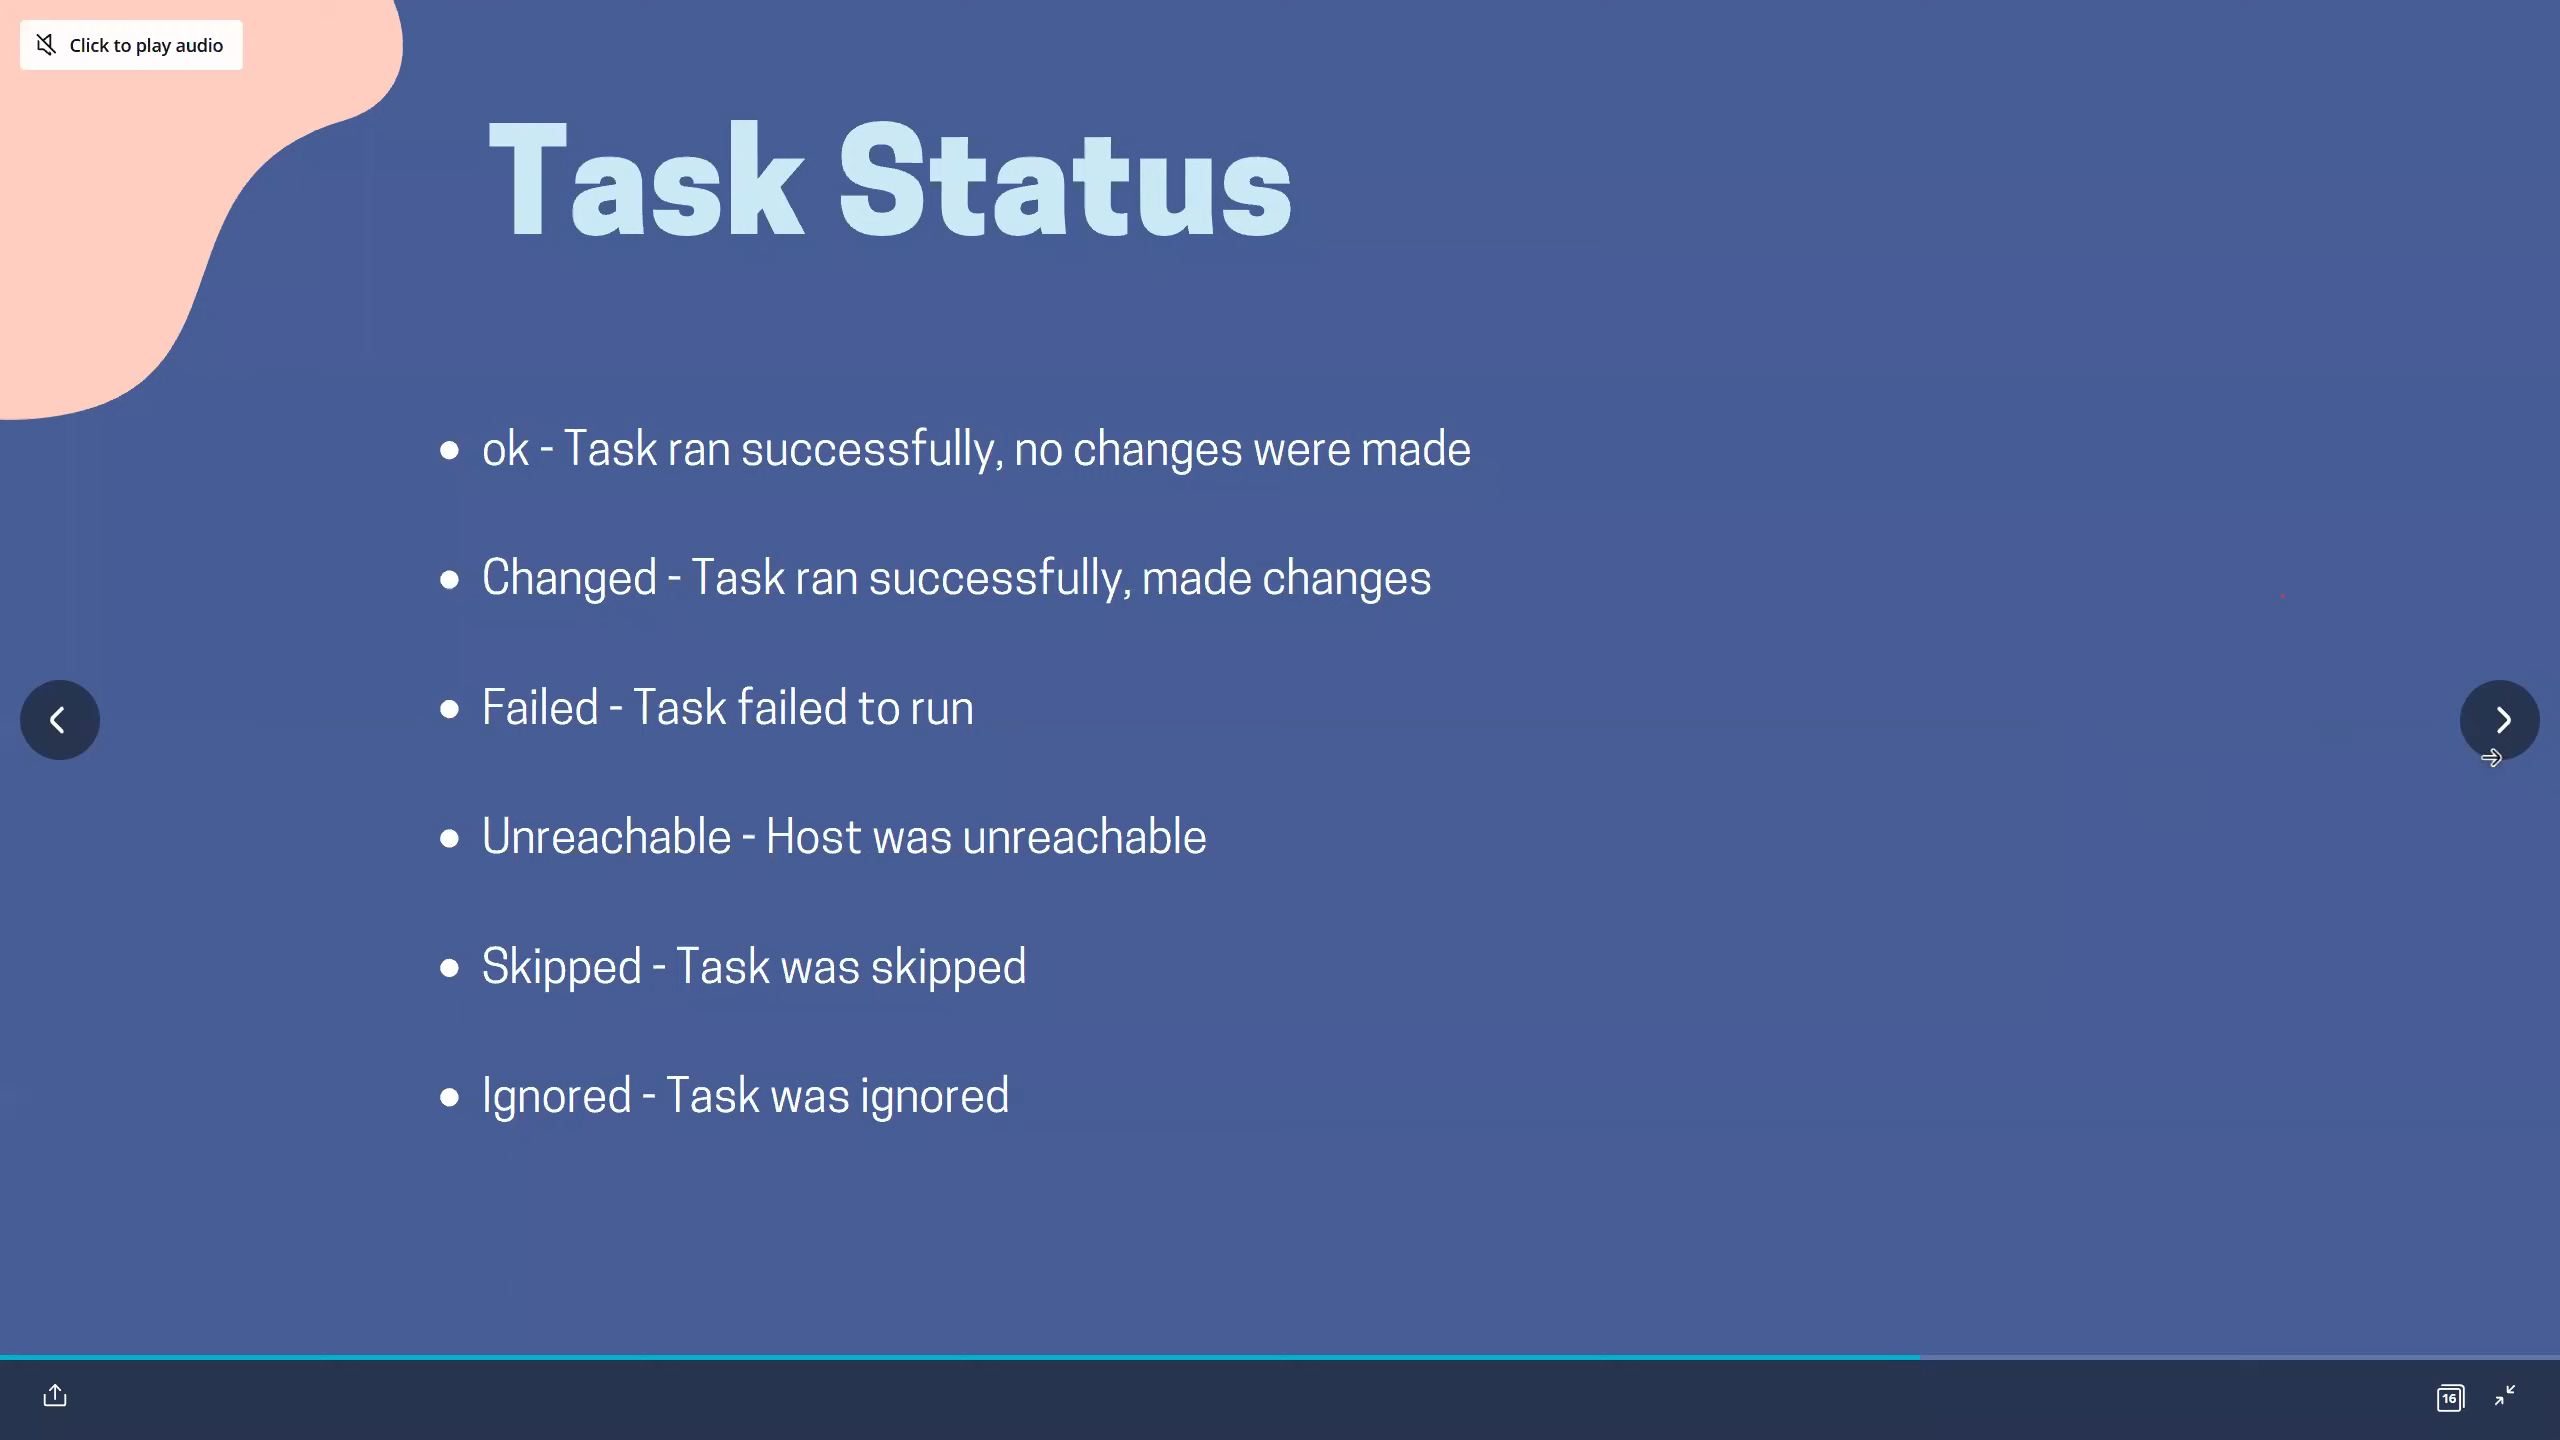 Click to play audio
Task Status
• ok - Task ran successfully, no changes were made
• Changed - Task ran successfully, made changes
• Failed - Task failed to run
• Unreachable - Host was unreachable
• Skipped - Task was skipped
• Ignored - Task was ignored
16